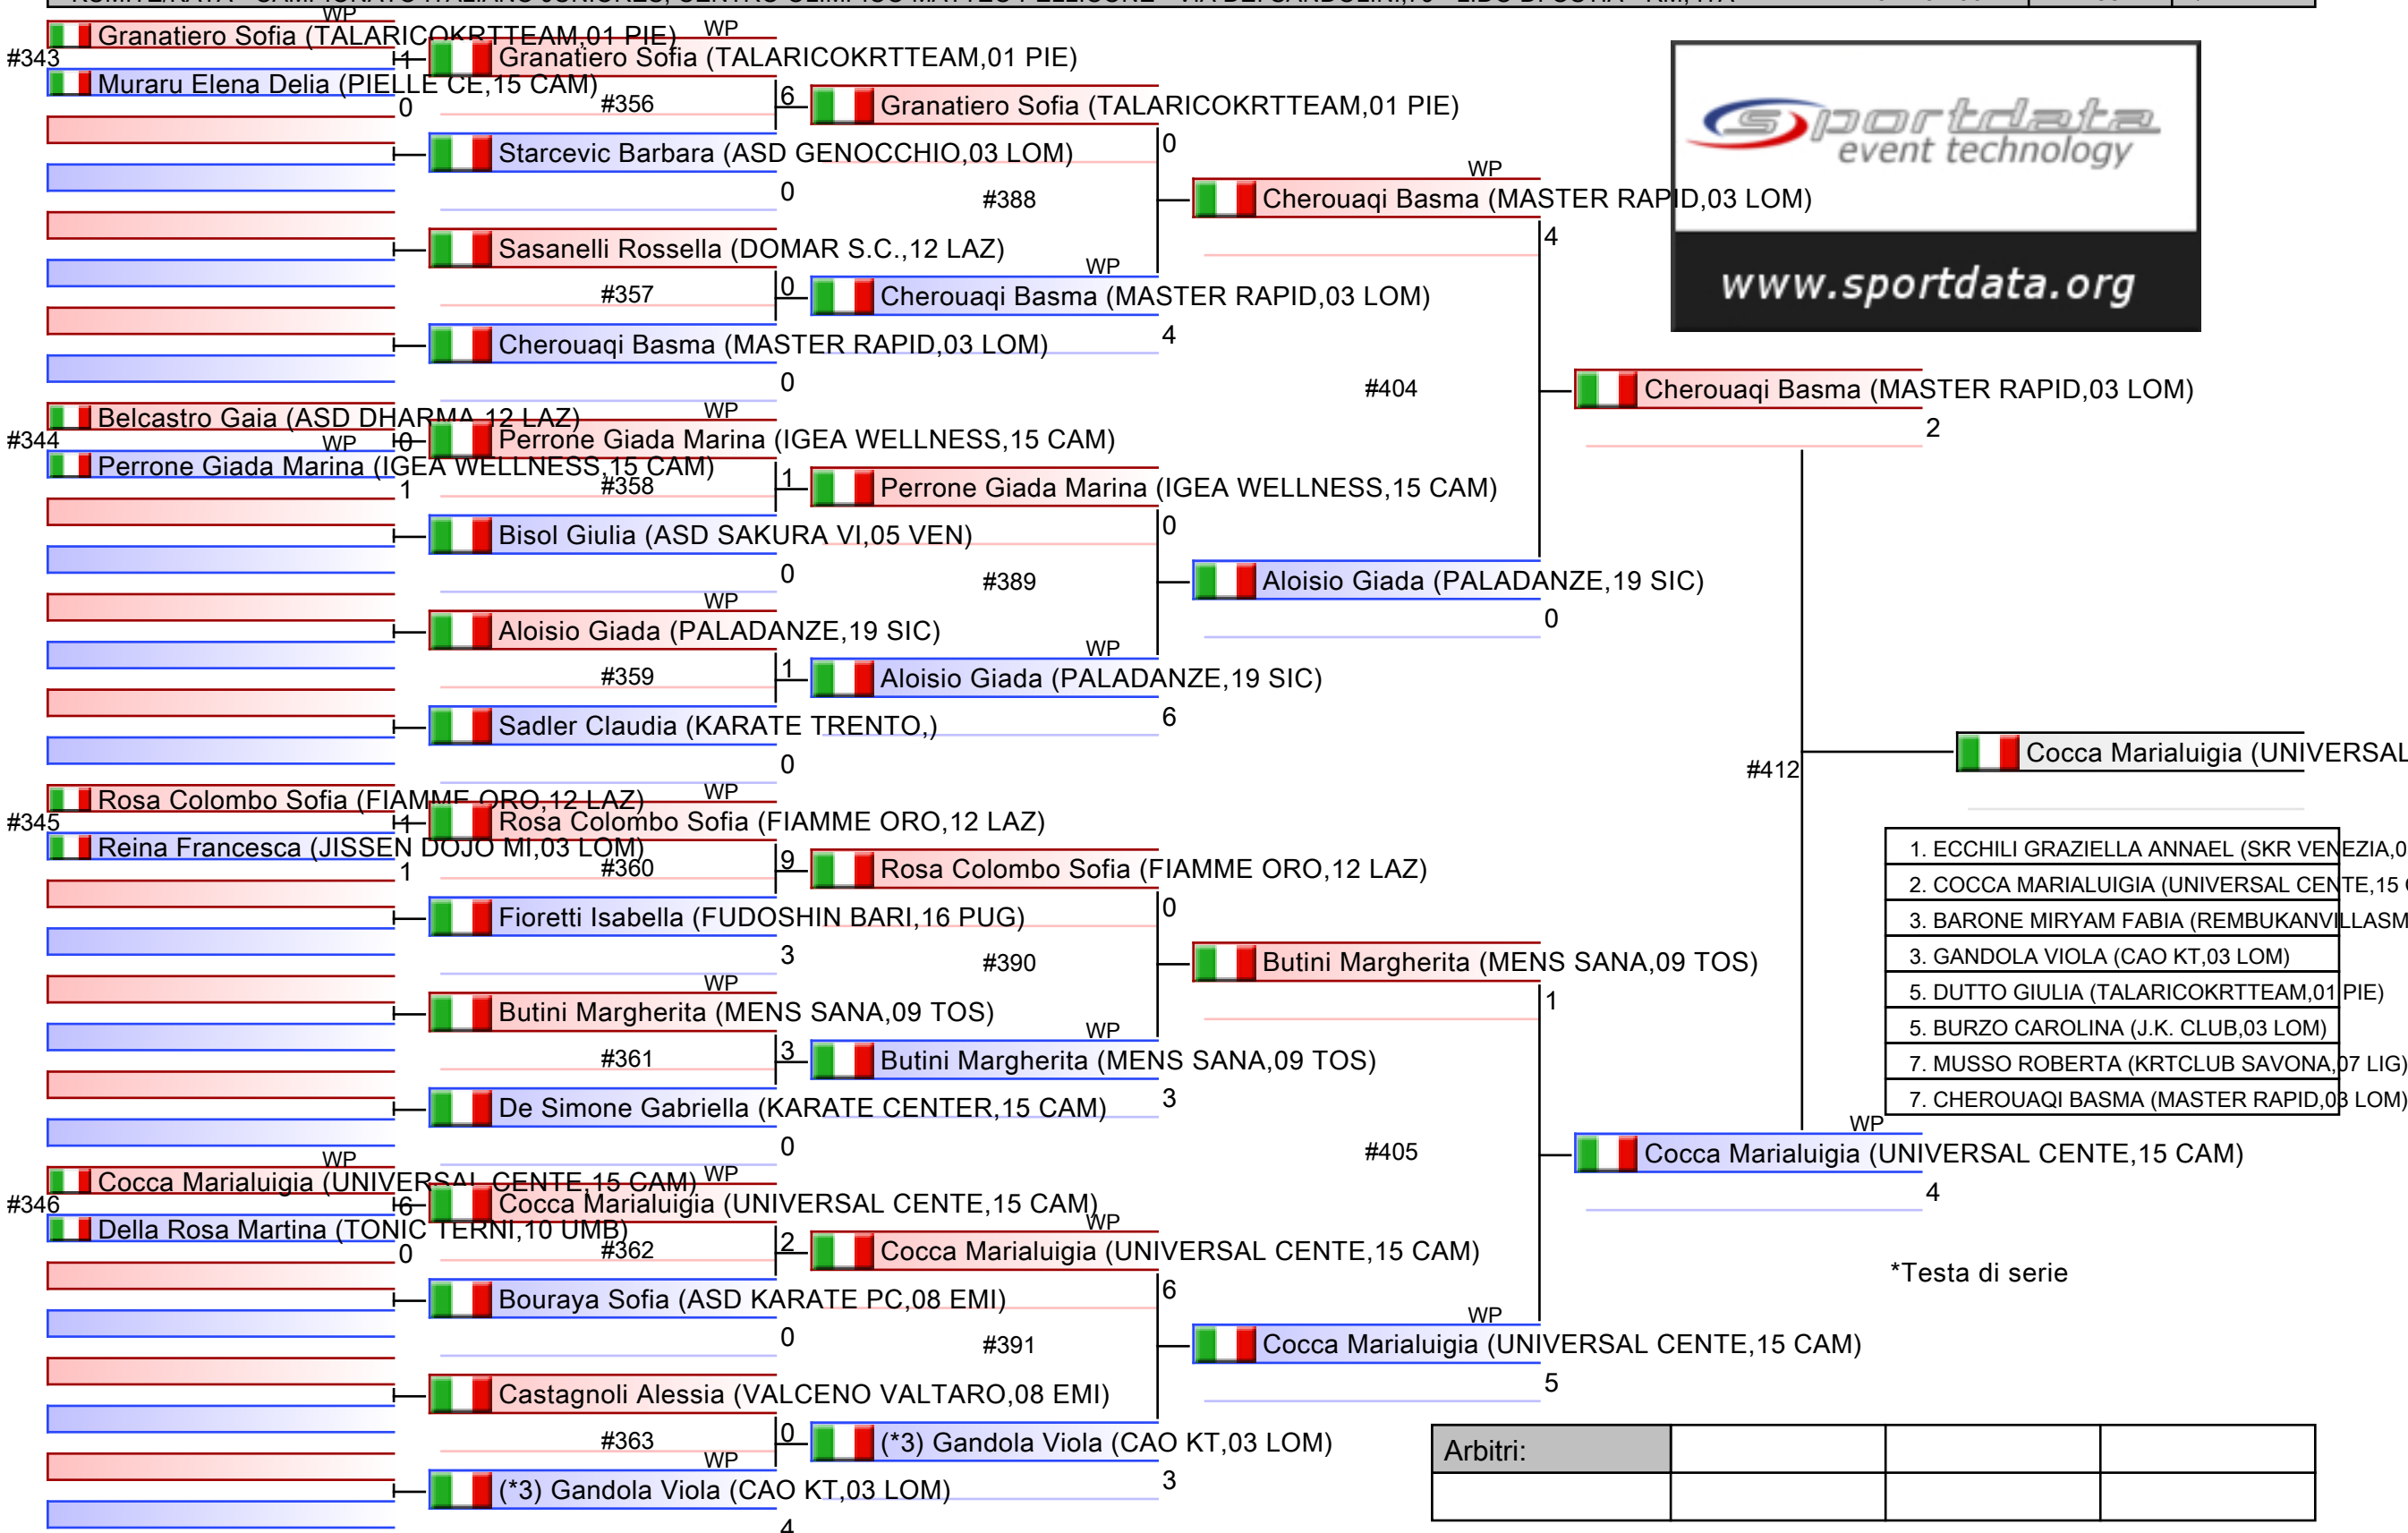 WP
Granatiero Sofia (TALARICOKRTTEAM,01 PIE)
#343
1
Muraru Elena Delia (PIELLE CE,15 CAM)
0
WP
Granatiero Sofia (TALARICOKRTTEAM,01 PIE)
#356
6
Starcevic Barbara (ASD GENOCCHIO,03 LOM)
0
Sasanelli Rossella (DOMAR S.C.,12 LAZ)
#357
0
Cherouaqi Basma (MASTER RAPID,03 LOM)
0
Belcastro Gaia (ASD DHARMA,12 LAZ)
#344
WP
0
Perrone Giada Marina (IGEA WELLNESS,15 CAM)
1
WP
Perrone Giada Marina (IGEA WELLNESS,15 CAM)
#358
1
Bisol Giulia (ASD SAKURA VI,05 VEN)
0
WP
Aloisio Giada (PALADANZE,19 SIC)
#359
1
Sadler Claudia (KARATE TRENTO,)
0
Rosa Colombo Sofia (FIAMME ORO,12 LAZ)
#345
1
Reina Francesca (JISSEN DOJO MI,03 LOM)
1
WP
Rosa Colombo Sofia (FIAMME ORO,12 LAZ)
#360
9
Fioretti Isabella (FUDOSHIN BARI,16 PUG)
3
WP
Butini Margherita (MENS SANA,09 TOS)
#361
3
De Simone Gabriella (KARATE CENTER,15 CAM)
0
WP
Cocca Marialuigia (UNIVERSAL CENTE,15 CAM)
#346
6
Della Rosa Martina (TONIC TERNI,10 UMB)
0
WP
Cocca Marialuigia (UNIVERSAL CENTE,15 CAM)
#362
2
Bouraya Sofia (ASD KARATE PC,08 EMI)
0
Castagnoli Alessia (VALCENO VALTARO,08 EMI)
#363
0
WP
(*3) Gandola Viola (CAO KT,03 LOM)
4
Granatiero Sofia (TALARICOKRTTEAM,01 PIE)
0
#388
WP
Cherouaqi Basma (MASTER RAPID,03 LOM)
4
Perrone Giada Marina (IGEA WELLNESS,15 CAM)
0
#389
WP
Aloisio Giada (PALADANZE,19 SIC)
6
Rosa Colombo Sofia (FIAMME ORO,12 LAZ)
0
#390
WP
Butini Margherita (MENS SANA,09 TOS)
3
WP
Cocca Marialuigia (UNIVERSAL CENTE,15 CAM)
6
#391
(*3) Gandola Viola (CAO KT,03 LOM)
3
WP
Cherouaqi Basma (MASTER RAPID,03 LOM)
4
#404
Aloisio Giada (PALADANZE,19 SIC)
0
Butini Margherita (MENS SANA,09 TOS)
1
#405
WP
Cocca Marialuigia (UNIVERSAL CENTE,15 CAM)
5
Cherouaqi Basma (MASTER RAPID,03 LOM)
2
#412
WP
Cocca Marialuigia (UNIVERSAL CENTE,15 CAM)
4
Cocca Marialuigia (UNIVERSAL
sportdata
event technology
www.sportdata.org
1. ECCHILI GRAZIELLA ANNAEL (SKR VENEZIA,0
2. COCCA MARIALUIGIA (UNIVERSAL CENTE,15
3. BARONE MIRYAM FABIA (REMBUKANVILLASM
3. GANDOLA VIOLA (CAO KT,03 LOM)
5. DUTTO GIULIA (TALARICOKRTTEAM,01 PIE)
5. BURZO CAROLINA (J.K. CLUB,03 LOM)
7. MUSSO ROBERTA (KRTCLUB SAVONA,07 LIG)
7. CHEROUAQI BASMA (MASTER RAPID,03 LOM)
*Testa di serie
Arbitri: